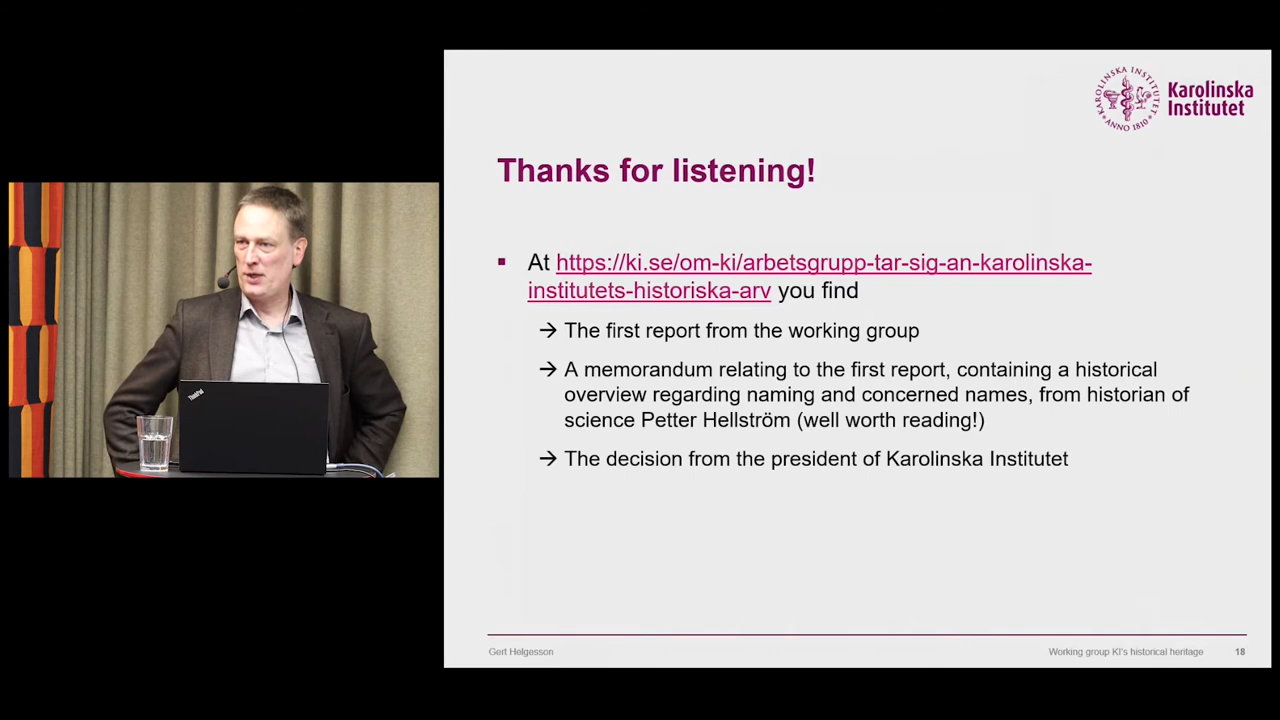 KAROLINSKA INSTITUTET
ANNO 1810
Karolinska
Institutet
Thanks for listening!
▪ At https://ki.se/om-ki/arbetsgrupp-tar-sig-an-karolinska-
institutets-historiska-arv you find
→ The first report from the working group
→ A memorandum relating to the first report, containing a historical
overview regarding naming and concerned names, from historian of
science Petter Hellström (well worth reading!)
→ The decision from the president of Karolinska Institutet
ThinkPad
Gert Helgesson
Working group KI's historical heritage 18